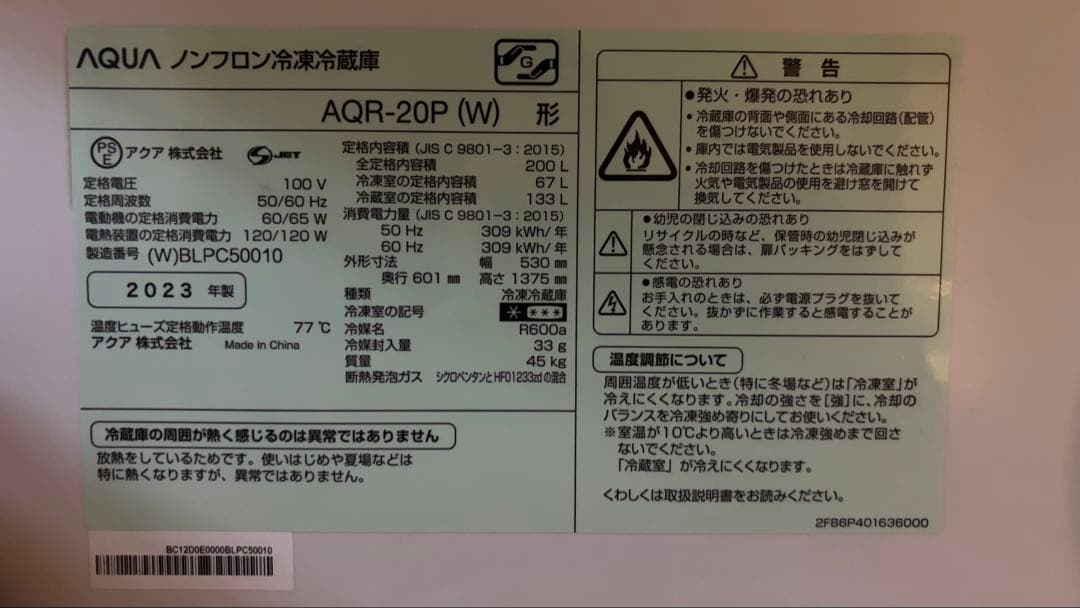 AQUA ノンフロン冷凍冷蔵庫
G
AQR-20P (W) 形
PS
E
アクア 株式会社
S JET
定格電圧 100 V
定格周波数 50/60 Hz
電動機の定格消費電力 60/65 W
電熱装置の定格消費電力 120/120 W
製造番号 (W)BLPC50010
2023 年製
温度ヒューズ定格動作温度 77 ℃
アクア 株式会社 Made in China
定格内容積 (JIS C 9801-3 : 2015)
全定格内容積 200 L
冷凍室の定格内容積 67 L
冷蔵室の定格内容積 133 L
消費電力量 (JIS C 9801-3 : 2015)
50 Hz 309 kWh/年
60 Hz 309 kWh/年
外形寸法 幅 530 mm
奥行 601 mm 高さ 1375 mm
種類 冷凍冷蔵庫
冷凍室の記号 * ***
冷媒名 R600a
冷媒封入量 33 g
質量 45 kg
断熱発泡ガス シクロペンタンとHFO1233zdの混合
冷蔵庫の周囲が熱く感じるのは異常ではありません
放熱をしているためです。使いはじめや夏場などは
特に熱くなりますが、異常ではありません。
警告
●発火・爆発の恐れあり
・冷蔵庫の背面や側面にある冷却回路(配管)
を傷つけないでください。
・庫内では電気製品を使用しないでください。
・冷却回路を傷つけたときは冷蔵庫に触れず
火気や電気製品の使用を避け窓を開けて
換気してください。
●幼児の閉じ込みの恐れあり
リサイクルの時など、保管時の幼児閉じ込みが
懸念される場合は、扉パッキングをはずして
ください。
●感電の恐れあり
お手入れのときは、必ず電源プラグを抜いて
ください。抜かずに作業すると感電することが
あります。
温度調節について
周囲温度が低いとき(特に冬場など)は「冷凍室」が
冷えにくくなります。冷却の強さを[強]に、冷却の
バランスを冷凍強め寄りにしてお使いください。
※室温が10℃より高いときは冷凍強めまで回さ
ないでください。
「冷蔵室」が冷えにくくなります。
くわしくは取扱説明書をお読みください。
2FB6P401636000
BC12D0E0000BLPC50010